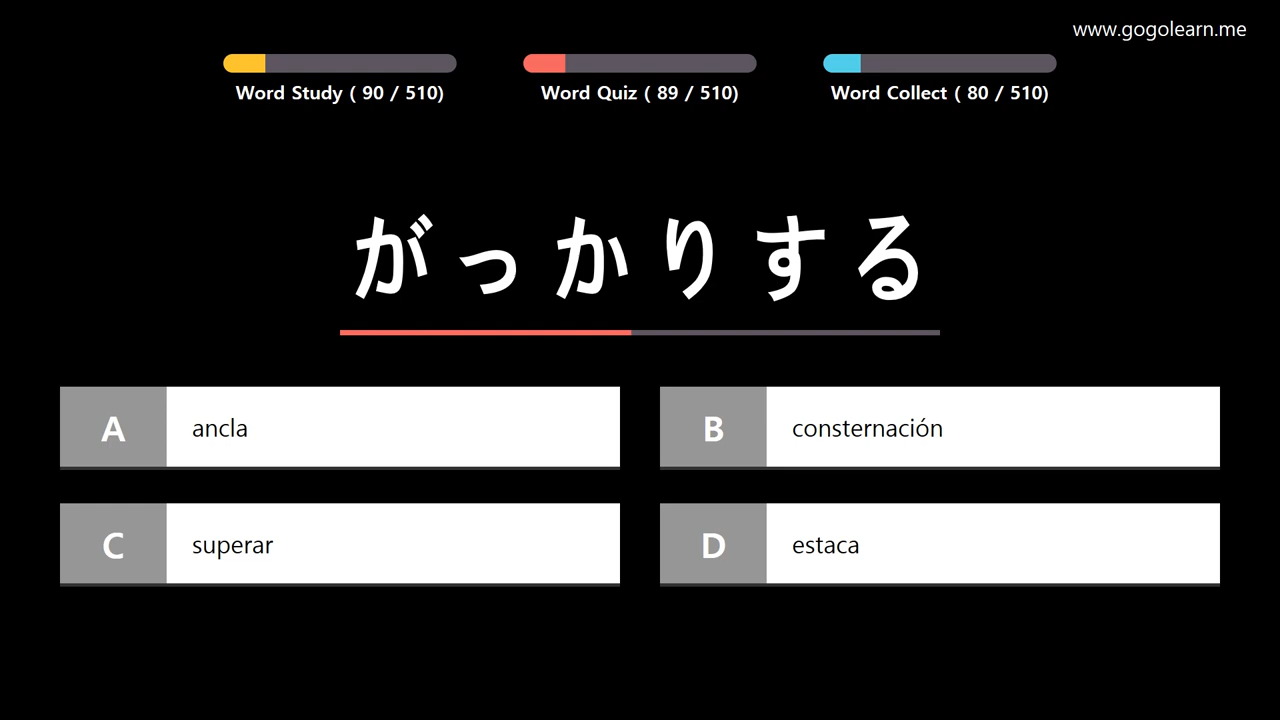 www.gogolearn.me
Word Study ( 90 / 510)
Word Quiz ( 89 / 510)
Word Collect ( 80 / 510)
がっかりする
A ancla
B consternación
C superar
D estaca